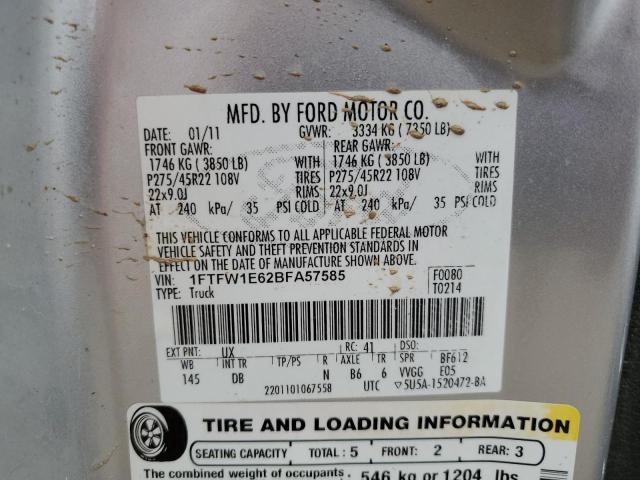 MFD. BY FORD MOTOR CO.
DATE: 01/11 GVWR: 3334 KG ( 7350 LB)
FRONT GAWR: REAR GAWR:
1746 KG ( 3850 LB) WITH 1746 KG ( 3850 LB) WITH
P275/45R22 108V TIRES P275/45R22 108V TIRES
22x9.0J RIMS 22x9.0J RIMS
AT 240 kPa/ 35 PSI COLD AT 240 kPa/ 35 PSI COLD
THIS VEHICLE CONFORMS TO ALL APPLICABLE FEDERAL MOTOR
VEHICLE SAFETY AND THEFT PREVENTION STANDARDS IN
EFFECT ON THE DATE OF MANUFACTURE SHOWN ABOVE.
VIN: 1FTFW1E62BFA57585 F0080
TYPE: Truck T0214
EXT PNT: UX RC: 41 DSO:
WB INT TR TP/PS R AXLE TR SPR BF612
145 DB N B6 6 VVGG E05
2201101067558 UTC ▽5U5A-1520472-BA
TIRE AND LOADING INFORMATION
SEATING CAPACITY TOTAL: 5 FRONT: 2 REAR: 3
The combined weight of occupants 546 kg or 1204 lbs